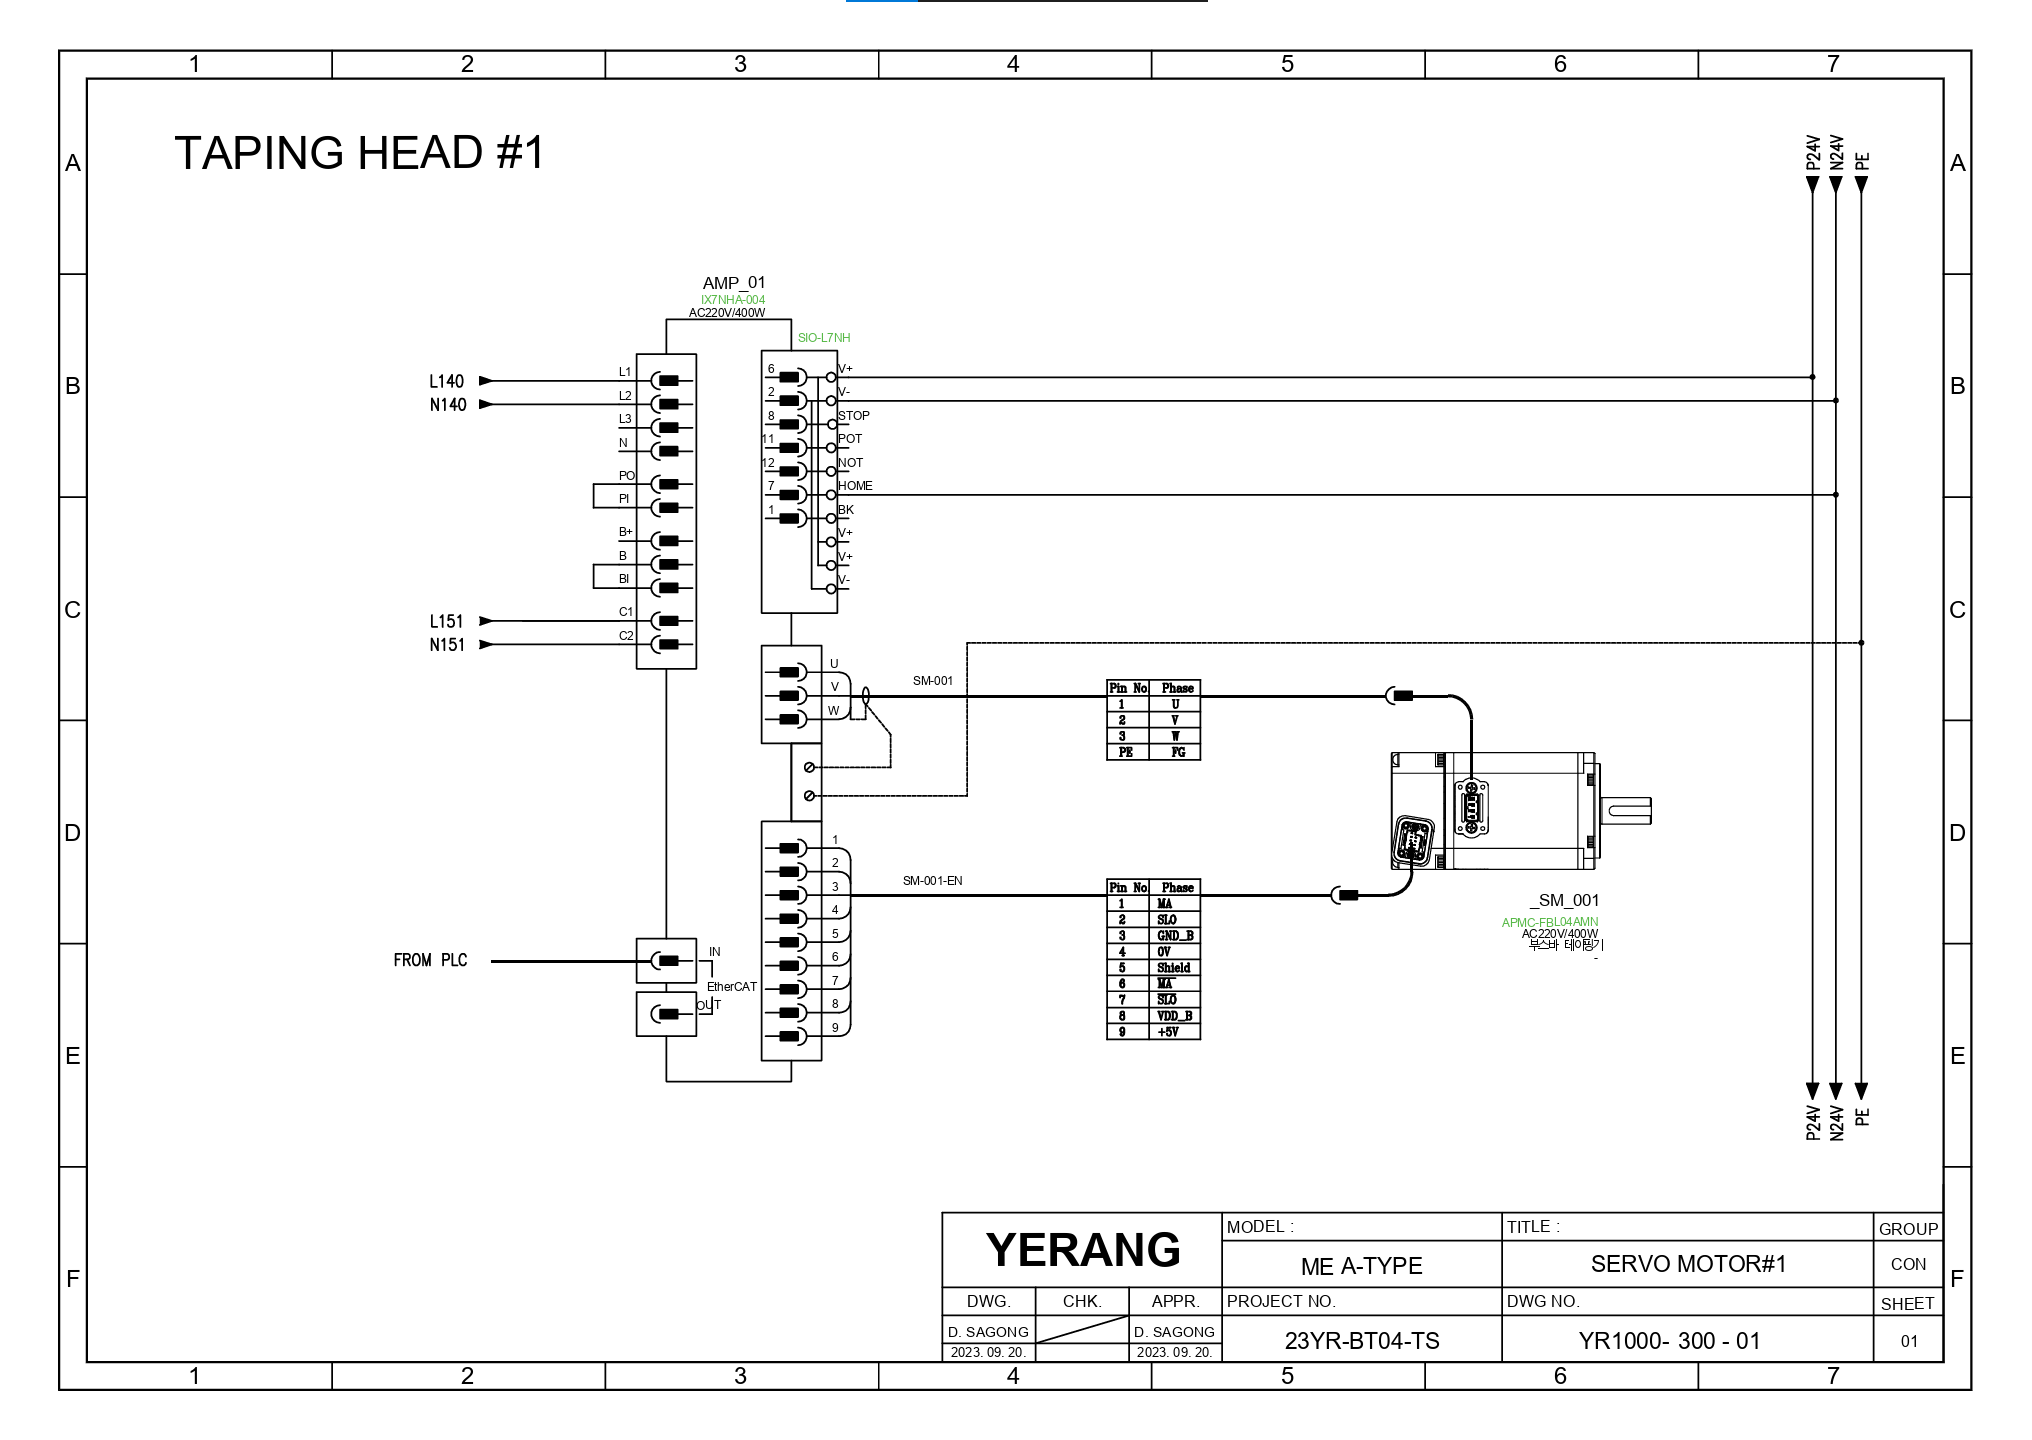 1 2 3 4 5 6 7
A A
TAPING HEAD #1
P24V N24V PE
AMP_01
IX7NHA-004
AC220V/400W
SIO-L7NH
B B
L140 L1
N140 L2
L3
N
PO
PI
B+
B
BI
L151 C1
N151 C2
6 V+
2 V-
8 STOP
11 POT
12 NOT
7 HOME
1 BK
V+
V+
V-
C C
U
V
W
SM-001
Pin No. Phase
1 U
2 V
3 W
PE FG
D D
1
2
3
4
5
6
7
8
9
SM-001-EN
Pin No. Phase
1 MA
2 SLO
3 GND_B
4 0V
5 Shield
6 M̅A̅
7 S̅L̅O̅
8 VDD_B
9 +5V
_SM_001
APMC-FBL04AMN
AC220V/400W
부스바 테이핑기
-
FROM PLC
IN
EtherCAT
OUT
E E
P24V N24V PE
F F
YERANG
MODEL :
ME A-TYPE
TITLE :
SERVO MOTOR#1
GROUP
CON
DWG. CHK. APPR.
D. SAGONG D. SAGONG
2023. 09. 20. 2023. 09. 20.
PROJECT NO.
23YR-BT04-TS
DWG NO.
YR1000- 300 - 01
SHEET
01
1 2 3 4 5 6 7